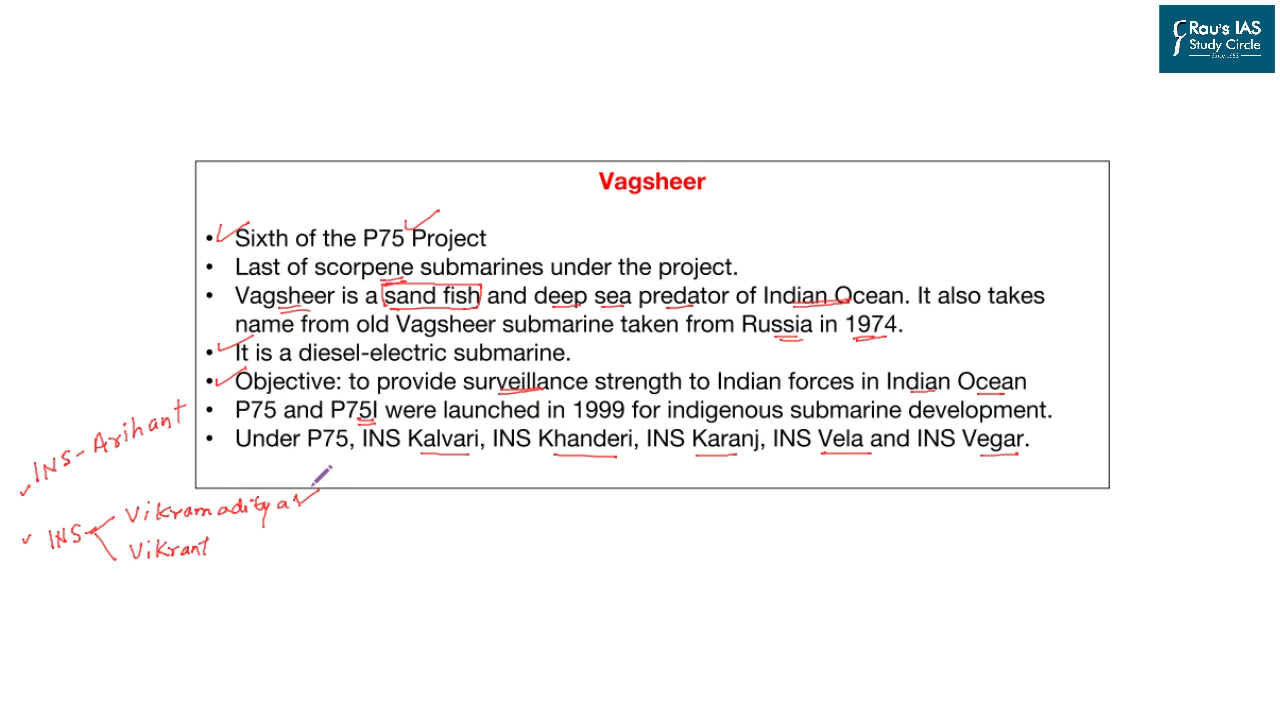 Rau's IAS
Study Circle
Since 1953
Vagsheer
• Sixth of the P75 Project
• Last of scorpene submarines under the project.
• Vagsheer is a sand fish and deep sea predator of Indian Ocean. It also takes
name from old Vagsheer submarine taken from Russia in 1974.
• It is a diesel-electric submarine.
• Objective: to provide surveillance strength to Indian forces in Indian Ocean
• P75 and P75I were launched in 1999 for indigenous submarine development.
• Under P75, INS Kalvari, INS Khanderi, INS Karanj, INS Vela and INS Vegar.
INS - Arihant
INS Vikramaditya
Vikrant